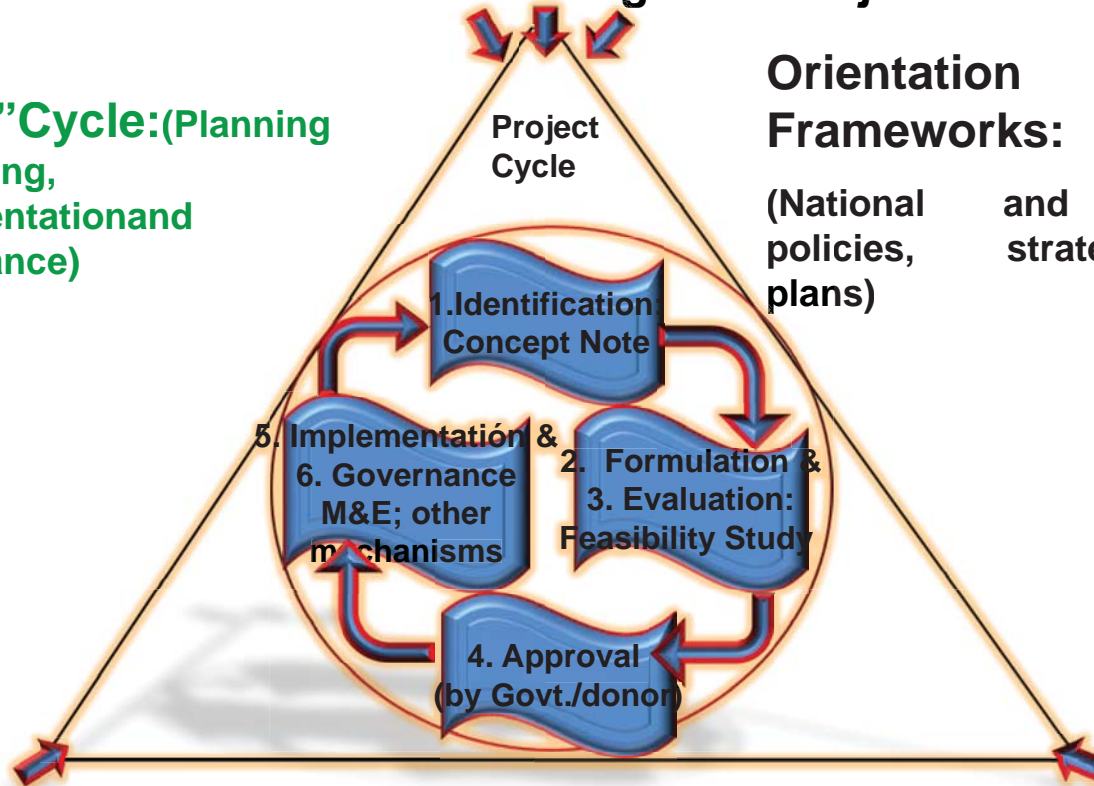 ”Cycle:(Planning
ng,
entationand
ance)
Project
Cycle
Orientation
Frameworks:
(National and
policies, strate
plans)
1.Identification:
Concept Note
2. Formulation &
3. Evaluation:
Feasibility Study
4. Approval
(by Govt./donor)
5. Implementatión &
6. Governance
M&E; other
mechanisms